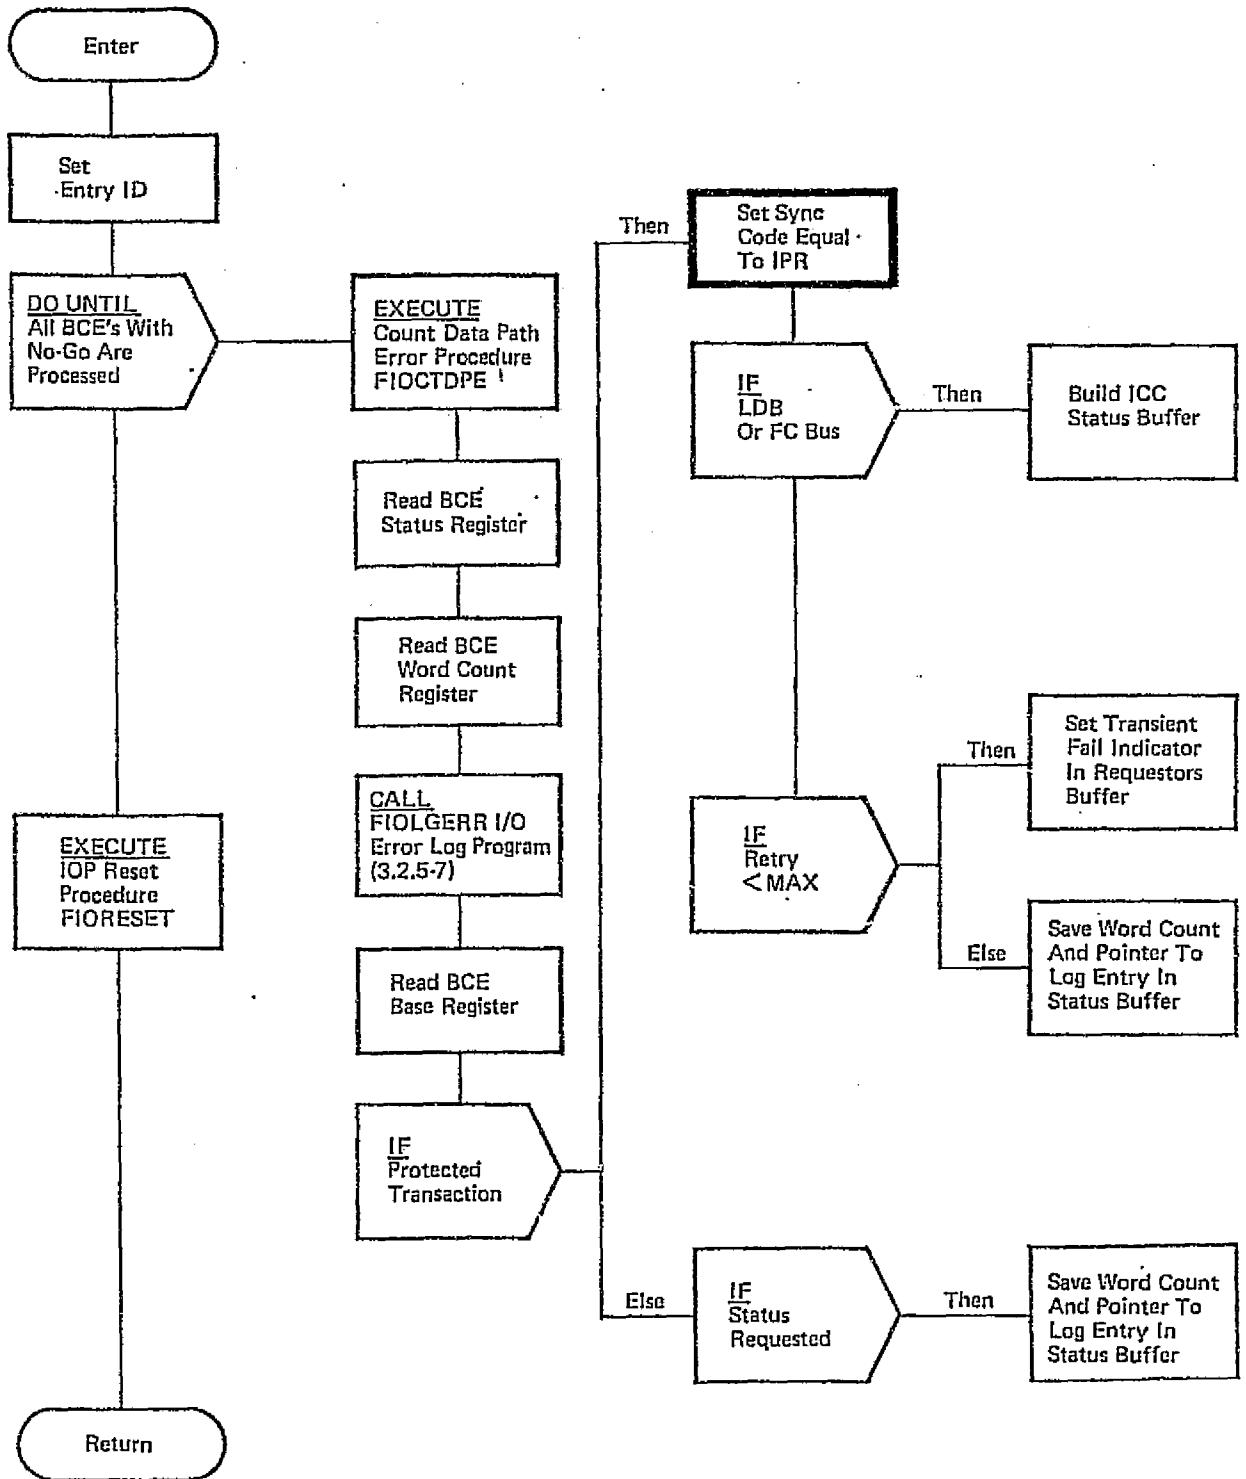 Enter
Set
Entry ID
DO UNTIL
All BCE's With
No-Go Are
Processed
EXECUTE
IOP Reset
Procedure
FIORESET
Return
EXECUTE
Count Data Path
Error Procedure
FIOCTDPE
Read BCE
Status Register
Read BCE
Word Count
Register
CALL
FIOLGERR I/O
Error Log Program
(3.2.5-7)
Read BCE
Base Register
IF
Protected
Transaction
Then
Set Sync
Code Equal
To IPR
IF
LDB
Or FC Bus
Then
Build ICC
Status Buffer
IF
Retry
<MAX
Then
Set Transient
Fail Indicator
In Requestors
Buffer
Else
Save Word Count
And Pointer To
Log Entry In
Status Buffer
Else
IF
Status
Requested
Then
Save Word Count
And Pointer To
Log Entry In
Status Buffer